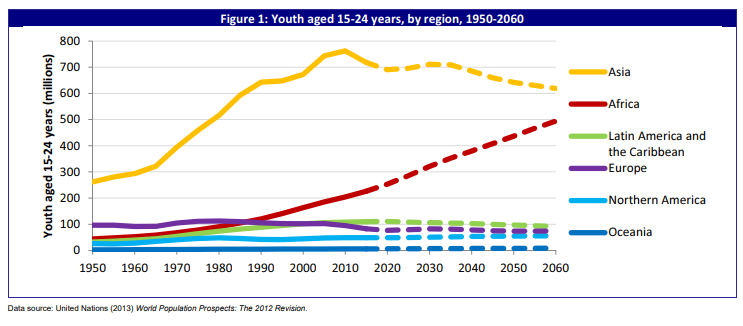 Figure 1: Youth aged 15-24 years, by region, 1950-2060
Youth aged 15-24 years (millions)
800
700
600
500
400
300
200
100
0
1950 1960 1970 1980 1990 2000 2010 2020 2030 2040 2050 2060
Asia
Africa
Latin America and
the Caribbean
Europe
Northern America
Oceania
Data source: United Nations (2013) World Population Prospects: The 2012 Revision.